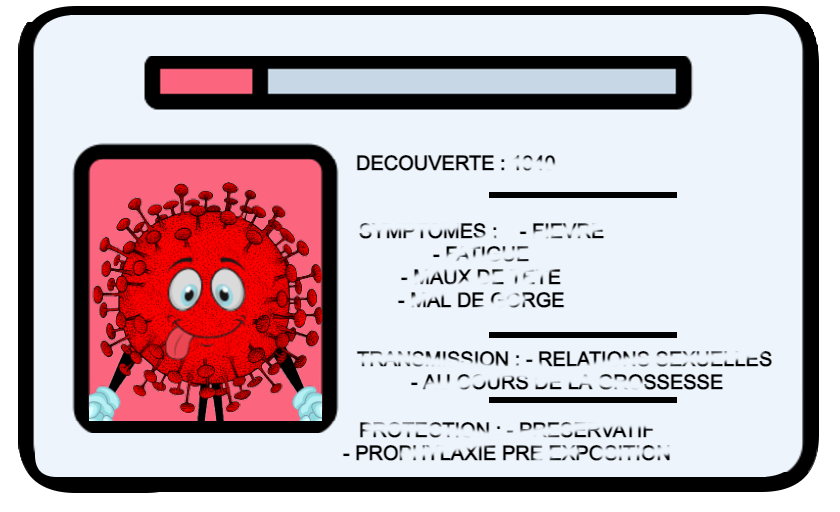 DECOUVERTE :
SYMPTOMES : - FIEVRE
- FATIGUE
- MAUX DE TETE
- MAL DE GORGE
TRANSMISSION : - RELATIONS SEXUELLES
- AU COURS DE LA GROSSESSE
PROTECTION : - PRESERVATIF
- PROPHYLAXIE PRE EXPOSITION